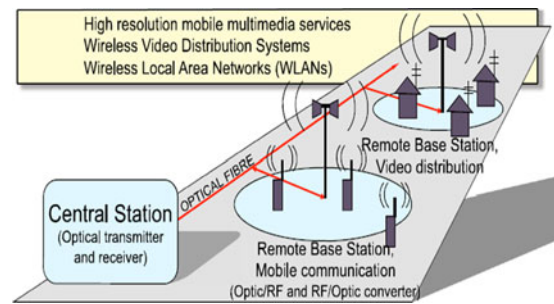 High resolution mobile multimedia services
Wireless Video Distribution Systems
Wireless Local Area Networks (WLANs)
Remote Base Station,
Video distribution
OPTICAL FIBRE
Central Station
(Optical transmitter
and receiver)
Remote Base Station,
Mobile communication
(Optic/RF and RF/Optic converter)